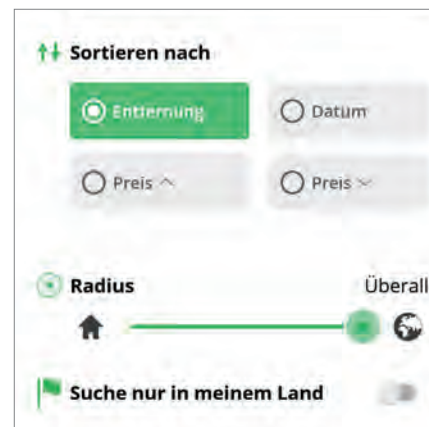 Sortieren nach
Entfernung Datum
Preis Preis
Radius Überall
Suche nur in meinem Land